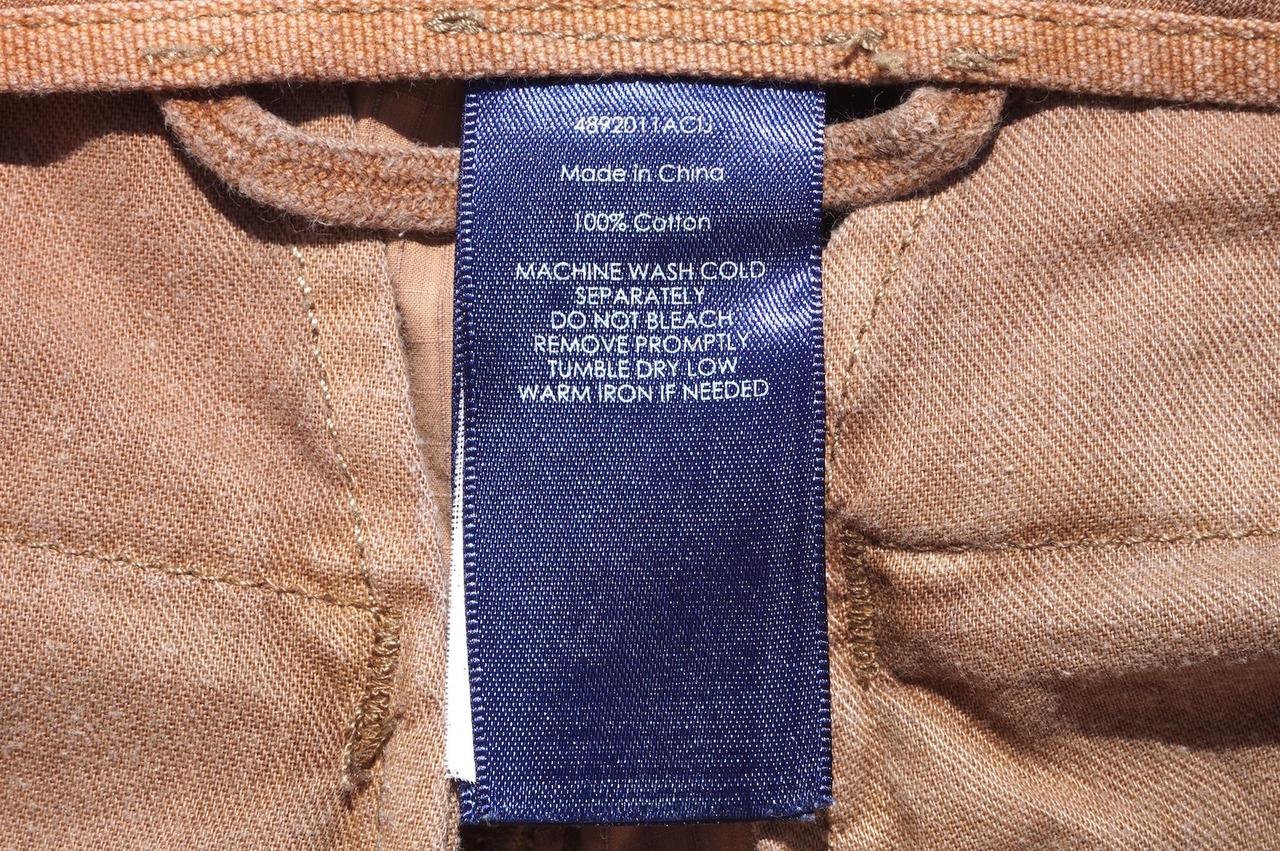 4892011ACIJ
Made in China
100% Cotton
MACHINE WASH COLD
SEPARATELY
DO NOT BLEACH
REMOVE PROMPTLY
TUMBLE DRY LOW
WARM IRON IF NEEDED